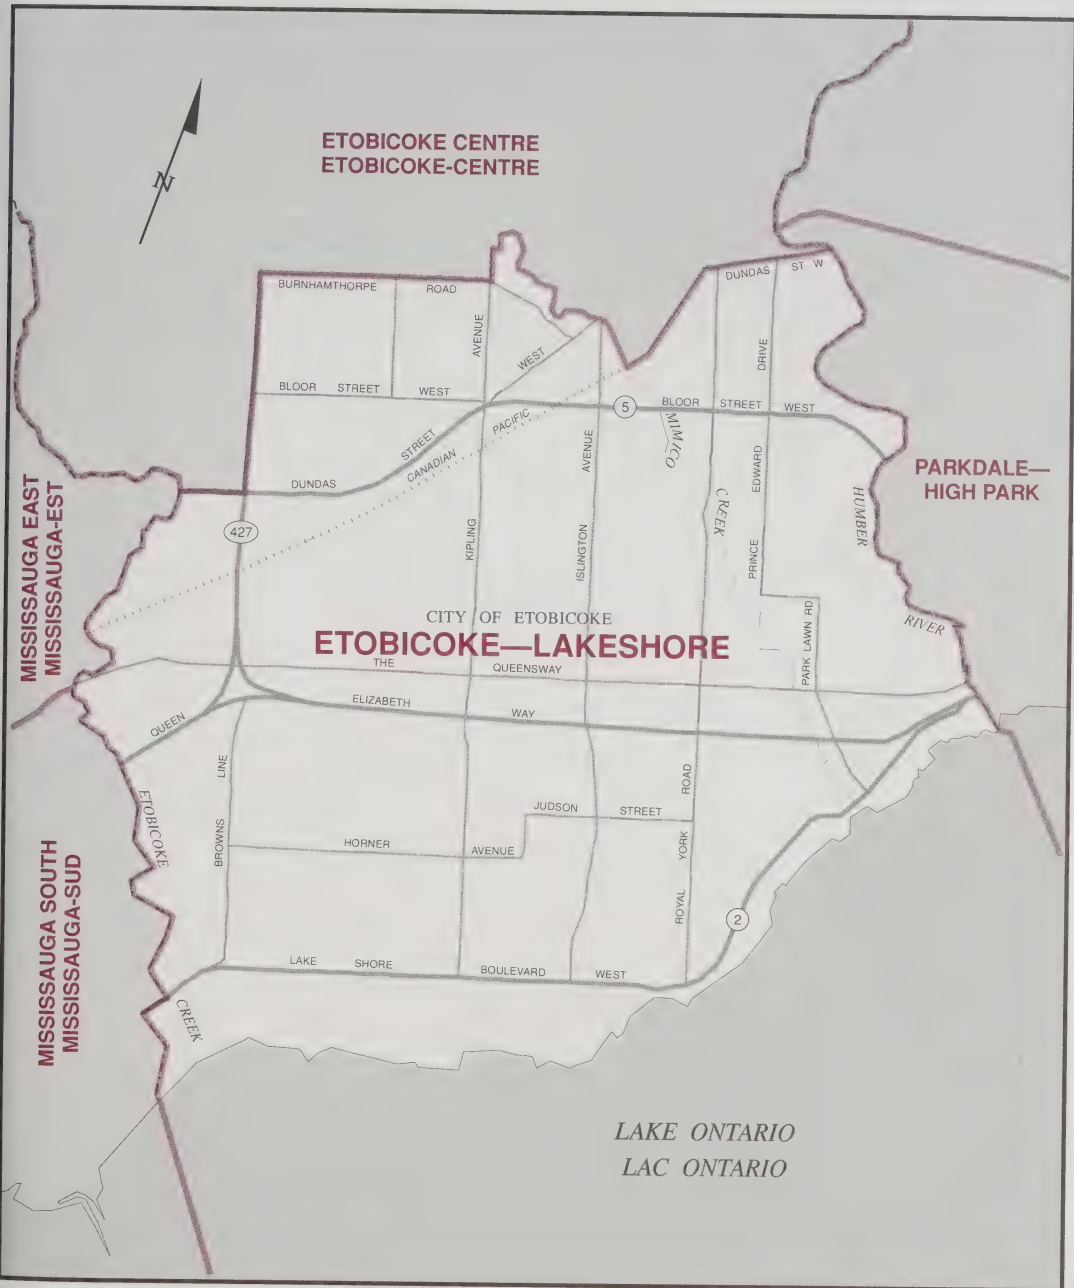 ETOBICOKE CENTRE
ETOBICOKE-CENTRE
N
BURNHAMTHORPE ROAD
DUNDAS ST W
AVENUE
WEST
DRIVE
BLOOR STREET WEST
5
BLOOR STREET WEST
STREET
CANADIAN PACIFIC
AVENUE
MIMICO
CREEK
EDWARD
PRINCE
HUMBER
RIVER
PARKDALE—
HIGH PARK
DUNDAS
427
KIPLING
ISLINGTON
MISSISSAUGA EAST
MISSISSAUGA-EST
CITY OF ETOBICOKE
ETOBICOKE—LAKESHORE
PARK LAWN RD
THE QUEENSWAY
QUEEN ELIZABETH WAY
LINE
BROWNS
ETOBICOKE
CREEK
JUDSON STREET
ROAD
YORK
ROYAL
HORNER AVENUE
2
MISSISSAUGA SOUTH
MISSISSAUGA-SUD
LAKE SHORE BOULEVARD WEST
LAKE ONTARIO
LAC ONTARIO